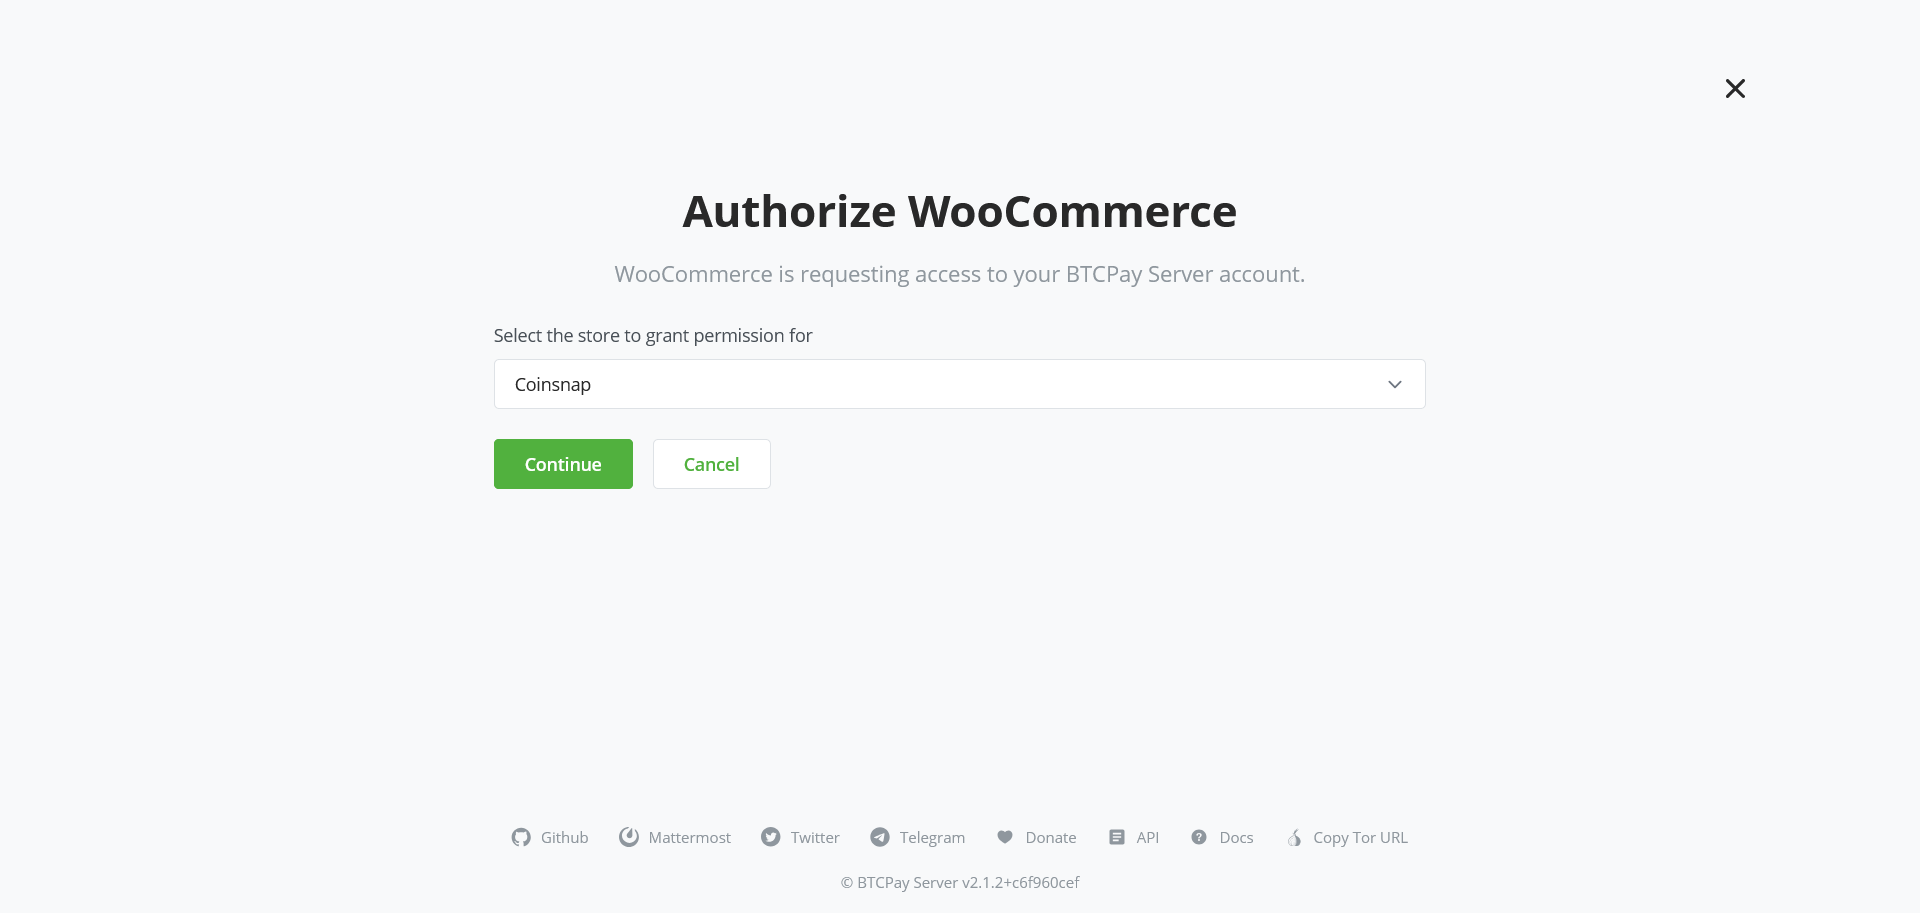 Authorize WooCommerce
WooCommerce is requesting access to your BTCPay Server account.
Select the store to grant permission for
Coinsnap
Continue Cancel
Github Mattermost Twitter Telegram Donate API Docs Copy Tor URL
© BTCPay Server v2.1.2+c6f960cef